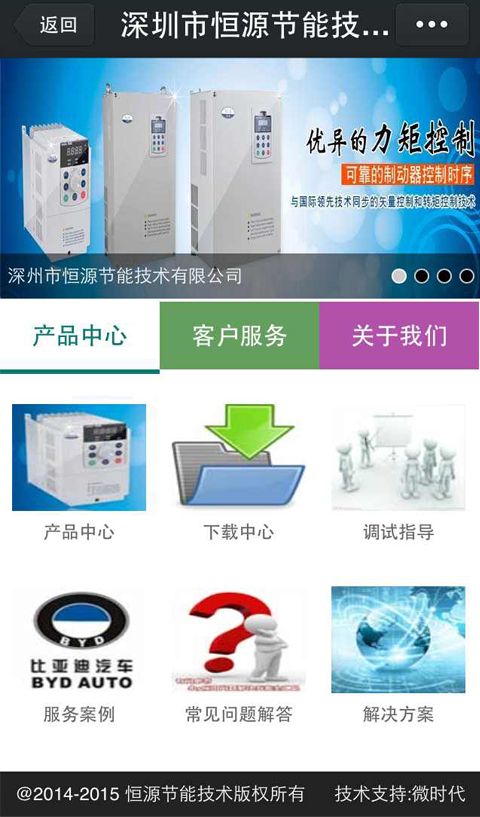 返回
深圳市恒源节能技...
优异的力矩控制
可靠的制动器控制时序
与国际领先技术同步的矢量控制和转矩控制技术
深州市恒源节能技术有限公司
产品中心
客户服务
关于我们
产品中心
下载中心
调试指导
BYD
比亚迪汽车
BYD AUTO
服务案例
常见问题解答
解决方案
@2014-2015 恒源节能技术版权所有
技术支持:微时代